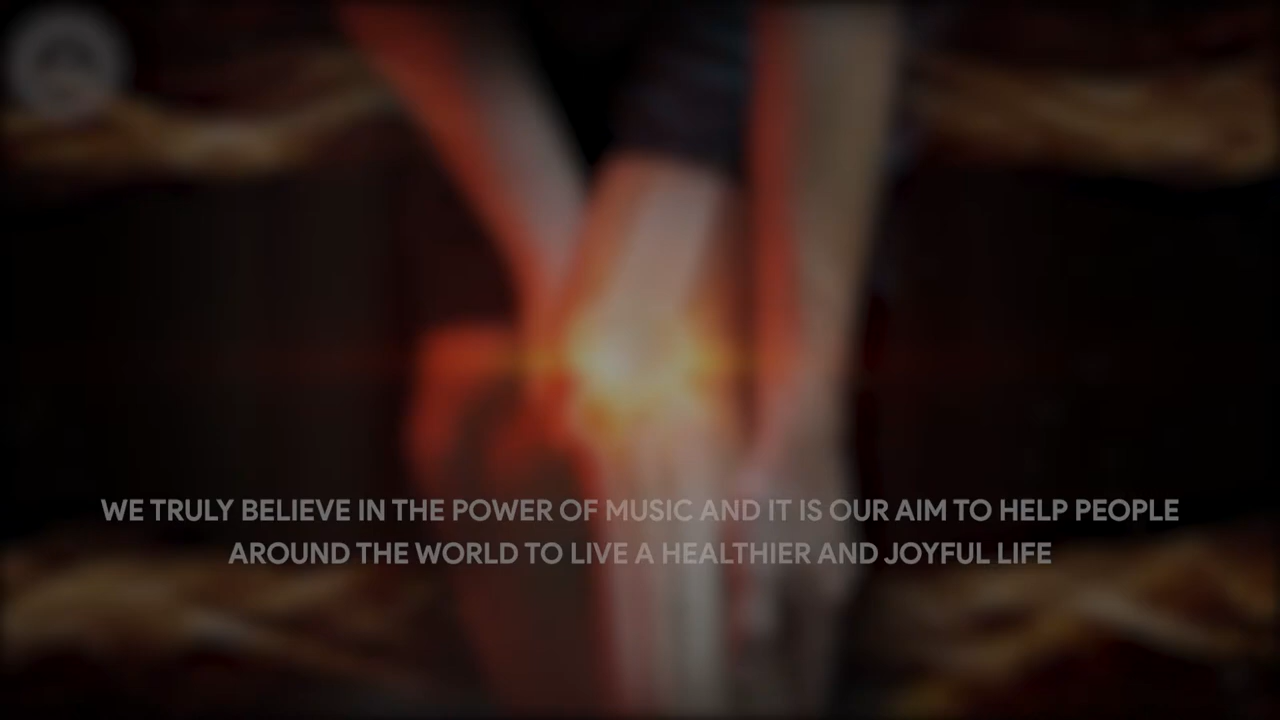 WE TRULY BELIEVE IN THE POWER OF MUSIC AND IT IS OUR AIM TO HELP PEOPLE
AROUND THE WORLD TO LIVE A HEALTHIER AND JOYFUL LIFE